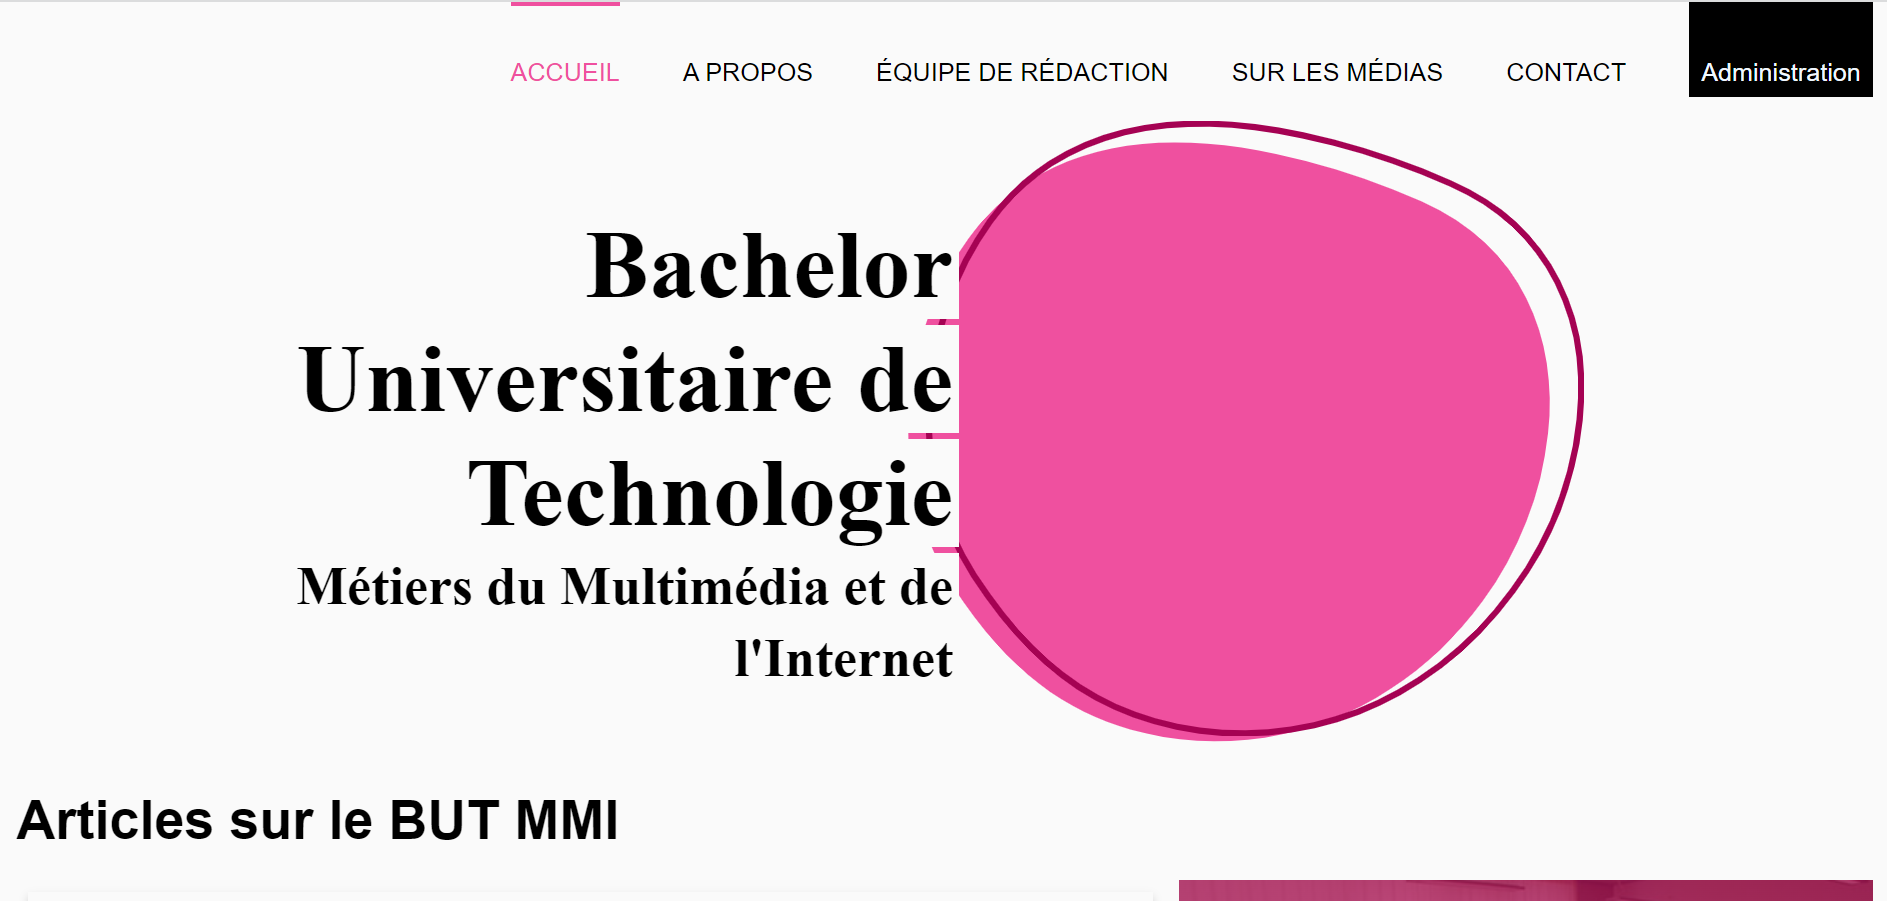 ACCUEIL A PROPOS ÉQUIPE DE RÉDACTION SUR LES MÉDIAS CONTACT Administration
Bachelor
Universitaire de
Technologie
Métiers du Multimédia et de
l'Internet
Articles sur le BUT MMI